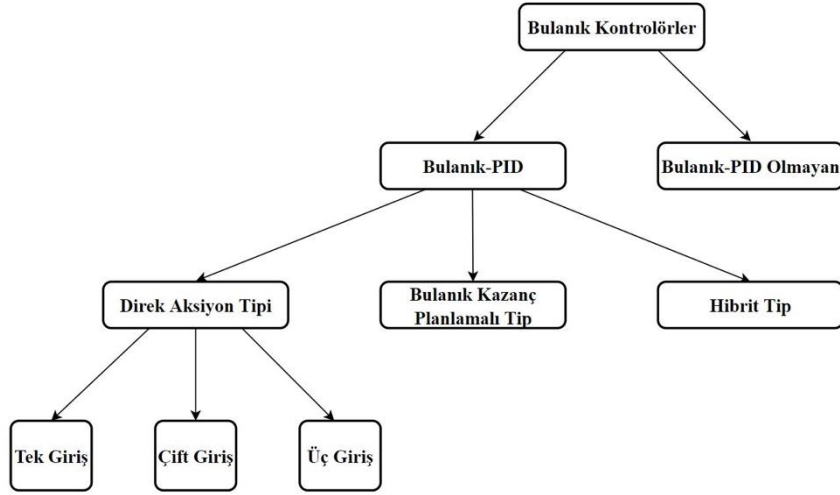 Bulanık Kontrolörler
Bulanık-PID
Bulanık-PID Olmayan
Direk Aksiyon Tipi
Bulanık Kazanç
Planlamalı Tip
Hibrit Tip
Tek Giriş
Çift Giriş
Üç Giriş